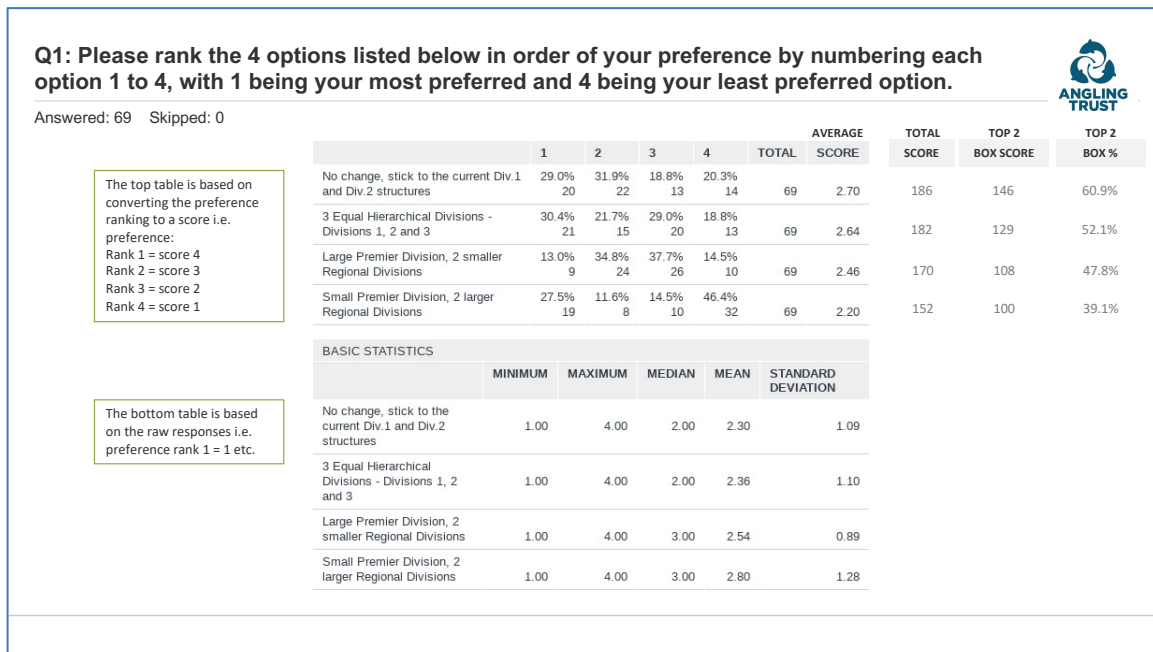 Q1: Please rank the 4 options listed below in order of your preference by numbering each
option 1 to 4, with 1 being your most preferred and 4 being your least preferred option.
ANGLING
TRUST
Answered: 69 Skipped: 0
The top table is based on
converting the preference
ranking to a score i.e.
preference:
Rank 1 = score 4
Rank 2 = score 3
Rank 3 = score 2
Rank 4 = score 1
AVERAGE TOTAL TOP 2 TOP 2
1 2 3 4 TOTAL SCORE SCORE BOX SCORE BOX %
No change, stick to the current Div.1 29.0% 31.9% 18.8% 20.3%
and Div.2 structures 20 22 13 14 69 2.70 186 146 60.9%
3 Equal Hierarchical Divisions - 30.4% 21.7% 29.0% 18.8%
Divisions 1, 2 and 3 21 15 20 13 69 2.64 182 129 52.1%
Large Premier Division, 2 smaller 13.0% 34.8% 37.7% 14.5%
Regional Divisions 9 24 26 10 69 2.46 170 108 47.8%
Small Premier Division, 2 larger 27.5% 11.6% 14.5% 46.4%
Regional Divisions 19 8 10 32 69 2.20 152 100 39.1%
The bottom table is based
on the raw responses i.e.
preference rank 1 = 1 etc.
BASIC STATISTICS
MINIMUM MAXIMUM MEDIAN MEAN STANDARD
DEVIATION
No change, stick to the
current Div.1 and Div.2 1.00 4.00 2.00 2.30 1.09
structures
3 Equal Hierarchical
Divisions - Divisions 1, 2 1.00 4.00 2.00 2.36 1.10
and 3
Large Premier Division, 2
smaller Regional Divisions 1.00 4.00 3.00 2.54 0.89
Small Premier Division, 2
larger Regional Divisions 1.00 4.00 3.00 2.80 1.28